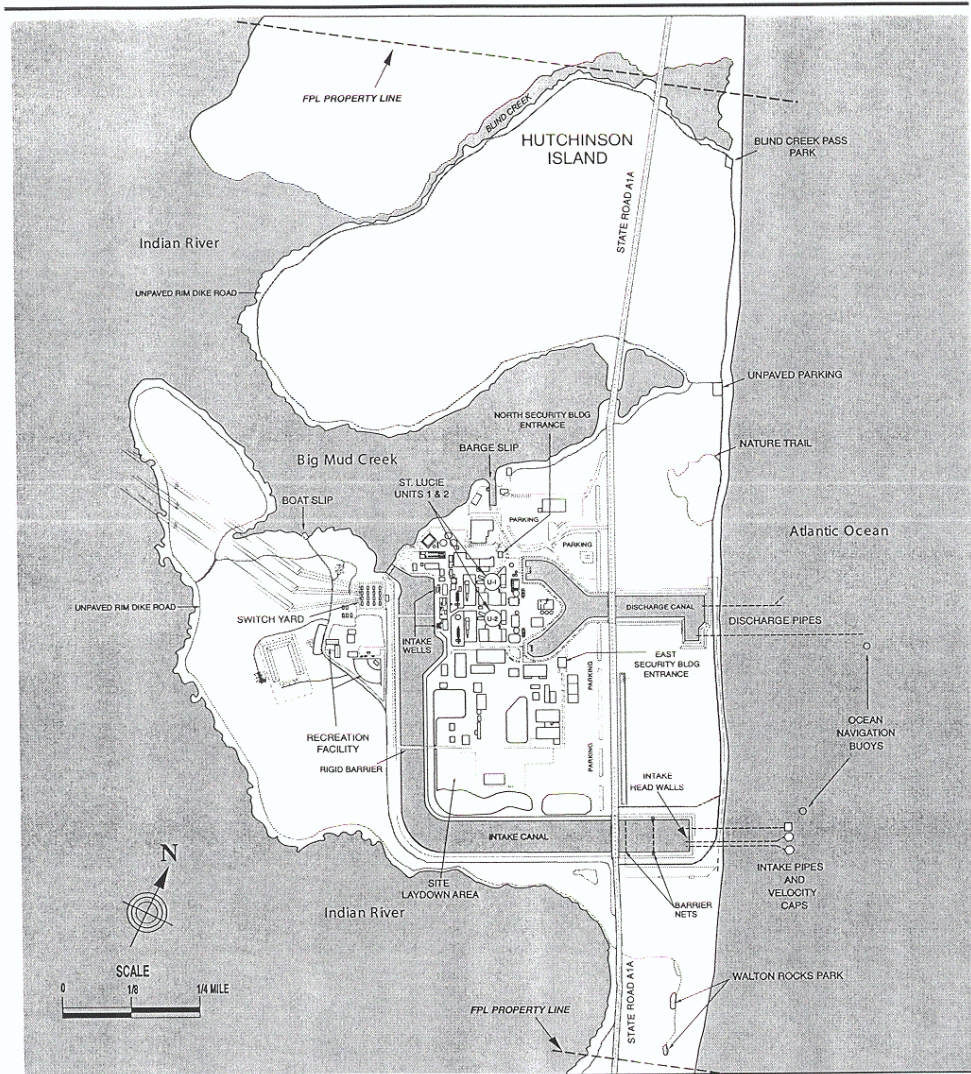 FPL PROPERTY LINE
BLIND CREEK
HUTCHINSON
ISLAND
BLIND CREEK PASS
PARK
STATE ROAD A1A
Indian River
UNPAVED RIM DIKE ROAD
UNPAVED PARKING
NORTH SECURITY BLDG
ENTRANCE
NATURE TRAIL
BARGE SLIP
Big Mud Creek
ST. LUCIE
UNITS 1 & 2
BOAT SLIP
PARKING
Atlantic Ocean
PARKING
U-1
UNPAVED RIM DIKE ROAD
DISCHARGE CANAL
SWITCH YARD
U-2
DISCHARGE PIPES
INTAKE
WELLS
EAST
SECURITY BLDG
ENTRANCE
PARKING
OCEAN
NAVIGATION
BUOYS
RECREATION
FACILITY
RIGID BARRIER
PARKING
INTAKE
HEAD WALLS
INTAKE CANAL
N
INTAKE PIPES
AND
VELOCITY
CAPS
SITE
LAYDOWN AREA
BARRIER
NETS
Indian River
SCALE
0 1/8 1/4 MILE
STATE ROAD A1A
WALTON ROCKS PARK
FPL PROPERTY LINE